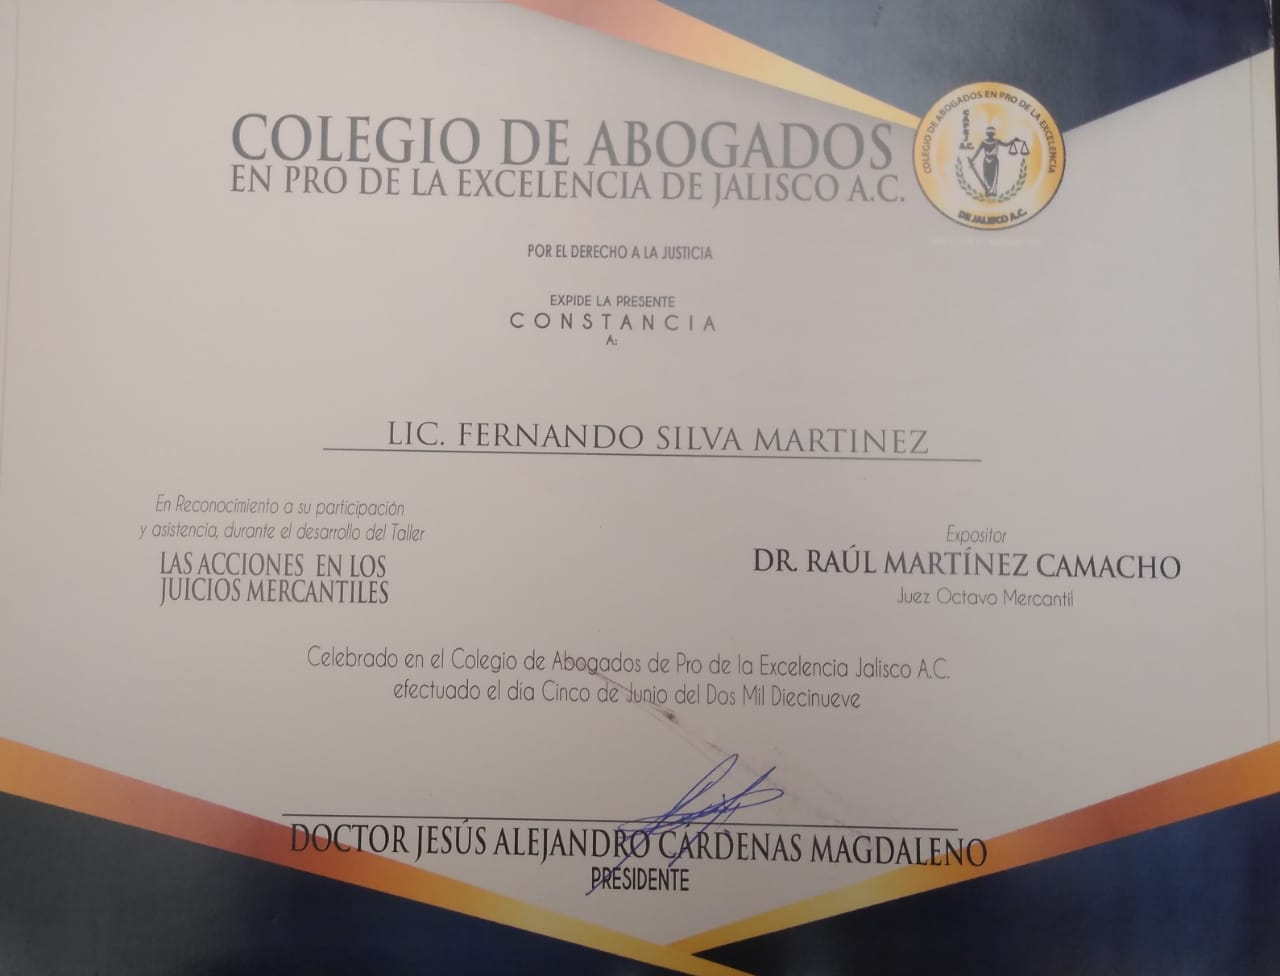 COLEGIO DE ABOGADOS
EN PRO DE LA EXCELENCIA DE JALISCO A.C.
COLEGIO DE ABOGADOS EN PRO DE LA EXCELENCIA
DE JALISCO A.C.
POR EL DERECHO A LA JUSTICIA
EXPIDE LA PRESENTE
CONSTANCIA
A:
LIC. FERNANDO SILVA MARTINEZ
En Reconocimiento a su participación
y asistencia, durante el desarrollo del Taller
LAS ACCIONES EN LOS
JUICIOS MERCANTILES
Expositor
DR. RAÚL MARTÍNEZ CAMACHO
Juez Octavo Mercantil
Celebrado en el Colegio de Abogados de Pro de la Excelencia Jalisco A.C.
efectuado el día Cinco de Junio del Dos Mil Diecinueve
DOCTOR JESÚS ALEJANDRO CÁRDENAS MAGDALENO
PRESIDENTE